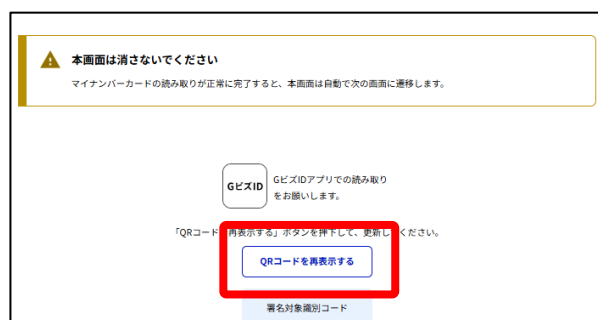 本画面は消さないでください
マイナンバーカードの読み取りが正常に完了すると、本画面は自動で次の画面に遷移します。
GビズID
GビズIDアプリでの読み取り
をお願いします。
「QRコード 再表示する」ボタンを押下して、更新し ください。
QRコードを再表示する
署名対象識別コード